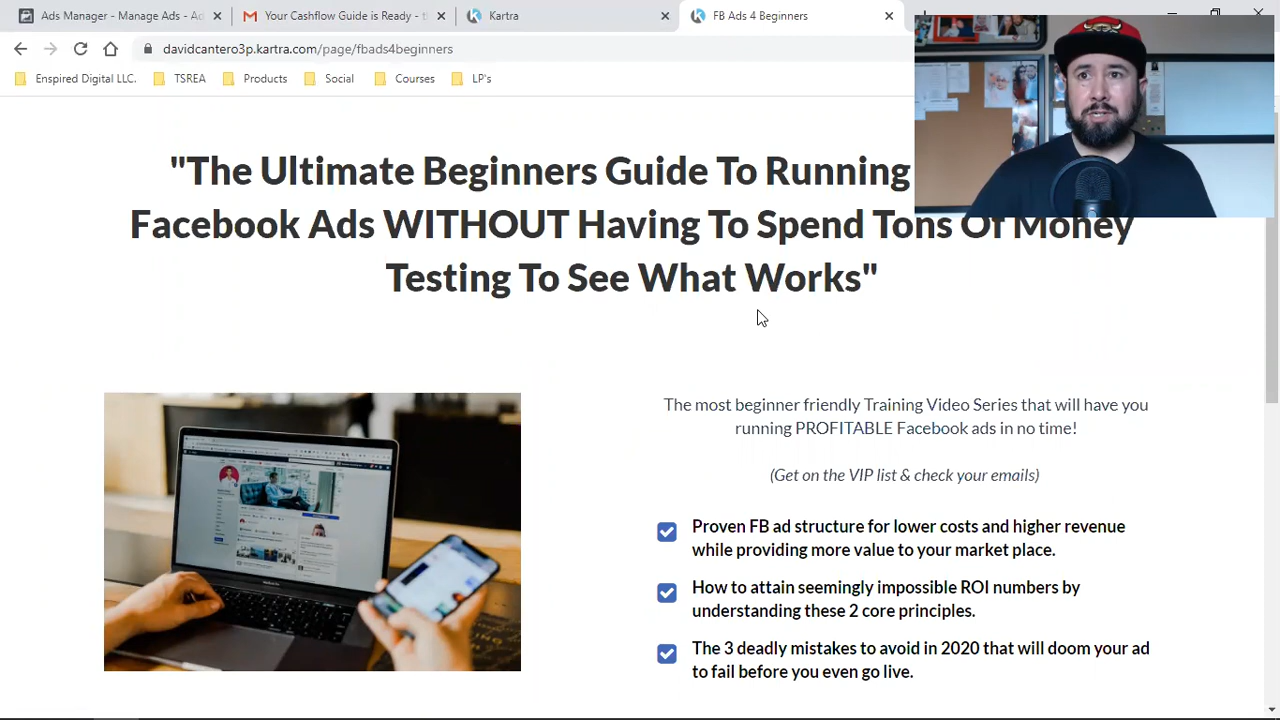 Ads Manager - Manage Ads - Ad
Your Cashflow Guide is Ready - t
Kartra
FB Ads 4 Beginners
davidcantero3p.kartra.com/page/fbads4beginners
Enspired Digital LLC.
TSREA
Products
Social
Courses
LP's
"The Ultimate Beginners Guide To Running
Facebook Ads WITHOUT Having To Spend Tons Of Money
Testing To See What Works"
The most beginner friendly Training Video Series that will have you
running PROFITABLE Facebook ads in no time!
(Get on the VIP list & check your emails)
Proven FB ad structure for lower costs and higher revenue
while providing more value to your market place.
How to attain seemingly impossible ROI numbers by
understanding these 2 core principles.
The 3 deadly mistakes to avoid in 2020 that will doom your ad
to fail before you even go live.